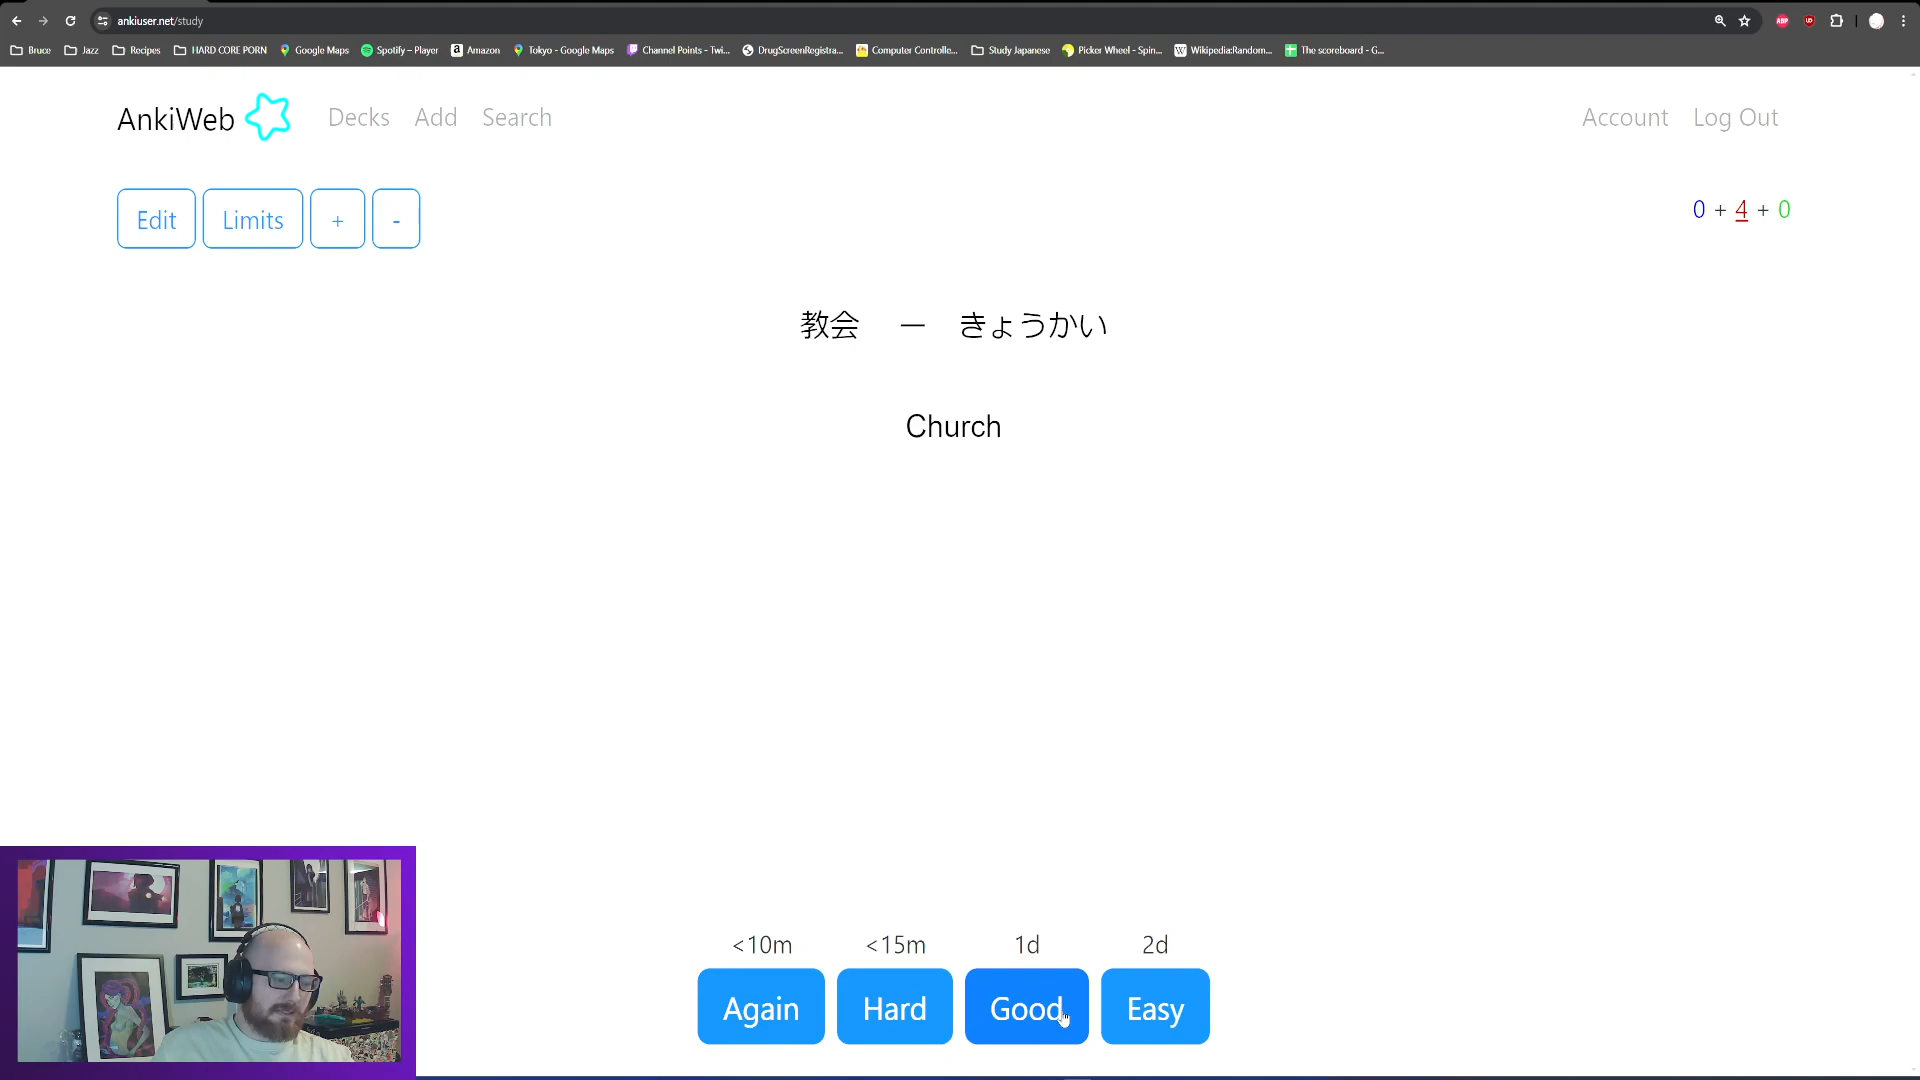 ankiuser.net/study
ABP
Bruce Jazz Recipes HARD CORE PORN Google Maps Spotify – Player Amazon Tokyo - Google Maps Channel Points - Twi... DrugScreenRegistra... Computer Controlle... Study Japanese Picker Wheel - Spin... Wikipedia:Random... The scoreboard - G...
AnkiWeb Decks Add Search Account Log Out
Edit Limits + - 0 + 4 + 0
教会 ー きょうかい
Church
<10m <15m 1d 2d
Again Hard Good Easy